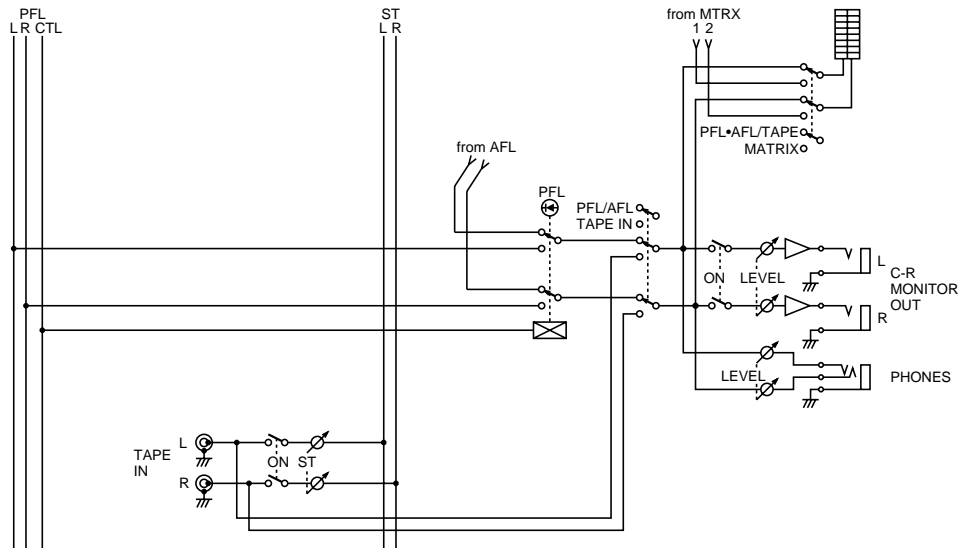 PFL
L R CTL
ST
L R
from MTRX
1 2
PFL•AFL/TAPE
MATRIX
from AFL
PFL
PFL/AFL
TAPE IN
ON
LEVEL
L
C-R
MONITOR
OUT
R
LEVEL
PHONES
TAPE
IN
L
R
ON
ST